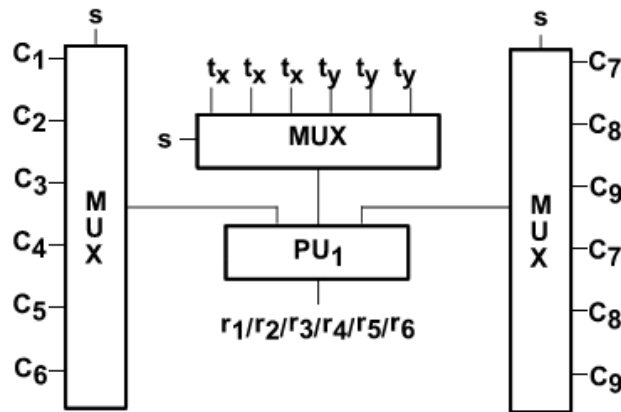 s
s
C1
C7
tx tx tx ty ty ty
C2
C8
s
MUX
C3
C9
MUX
MUX
C4
C7
PU1
C5
C8
r1/r2/r3/r4/r5/r6
C6
C9